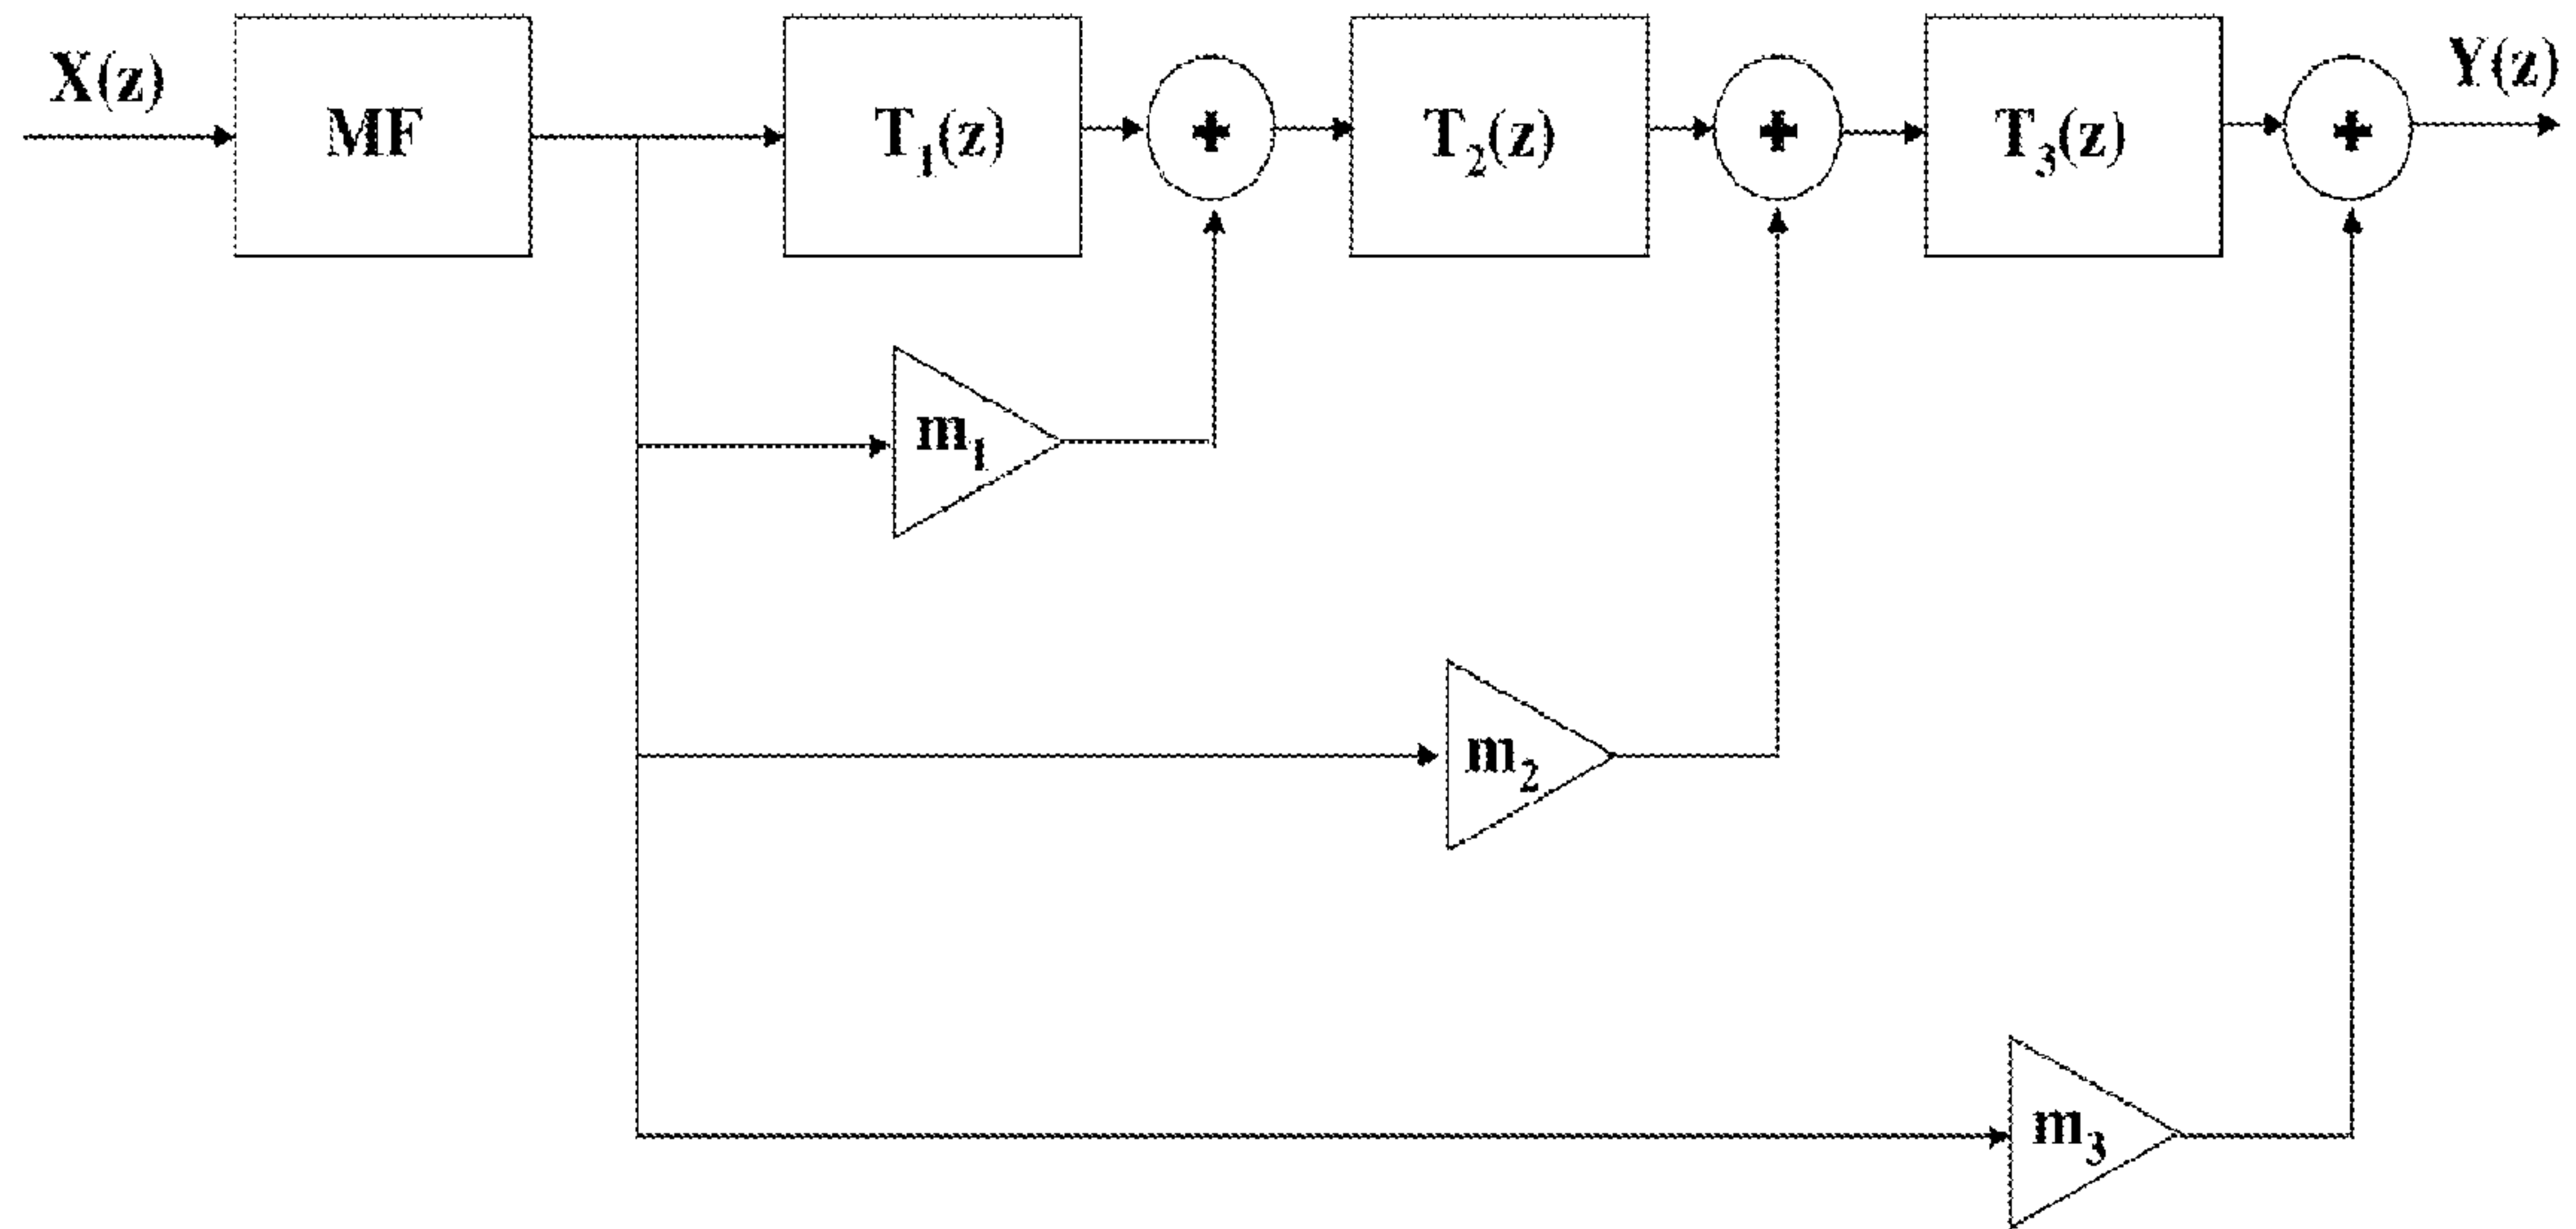 X(z)
MF
T₁(z)
+
T₂(z)
+
T₃(z)
+
Y(z)
m₁
m₂
m₃